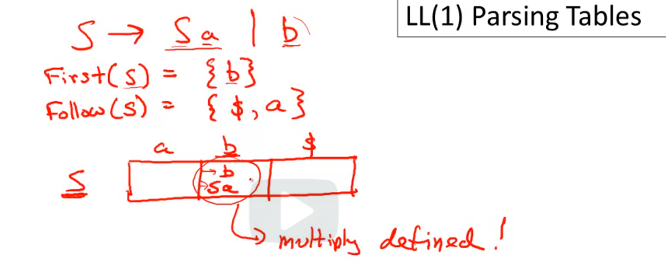 LL(1) Parsing Tables
S → Sa | b
First(S) = {b}
Follow(S) = {$, a}
a b $
S → b
→ Sa
multiply defined!